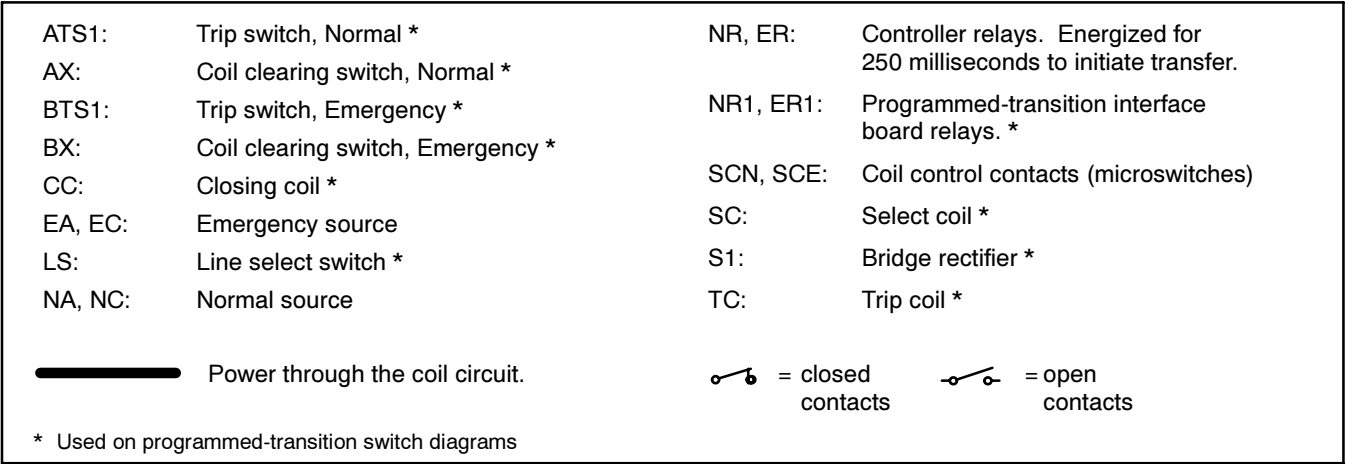 ATS1: Trip switch, Normal *
AX: Coil clearing switch, Normal *
BTS1: Trip switch, Emergency *
BX: Coil clearing switch, Emergency *
CC: Closing coil *
EA, EC: Emergency source
LS: Line select switch *
NA, NC: Normal source
NR, ER: Controller relays. Energized for
250 milliseconds to initiate transfer.
NR1, ER1: Programmed-transition interface
board relays. *
SCN, SCE: Coil control contacts (microswitches)
SC: Select coil *
S1: Bridge rectifier *
TC: Trip coil *
Power through the coil circuit.
= closed
contacts
= open
contacts
* Used on programmed-transition switch diagrams